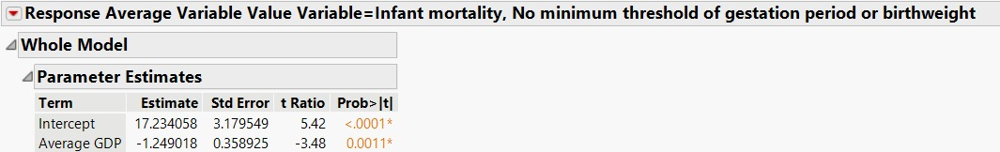 Response Average Variable Value Variable=Infant mortality, No minimum threshold of gestation period or birthweight
Whole Model
Parameter Estimates
Term Estimate Std Error t Ratio Prob>|t|
Intercept 17.234058 3.179549 5.42 <.0001*
Average GDP -1.249018 0.358925 -3.48 0.0011*